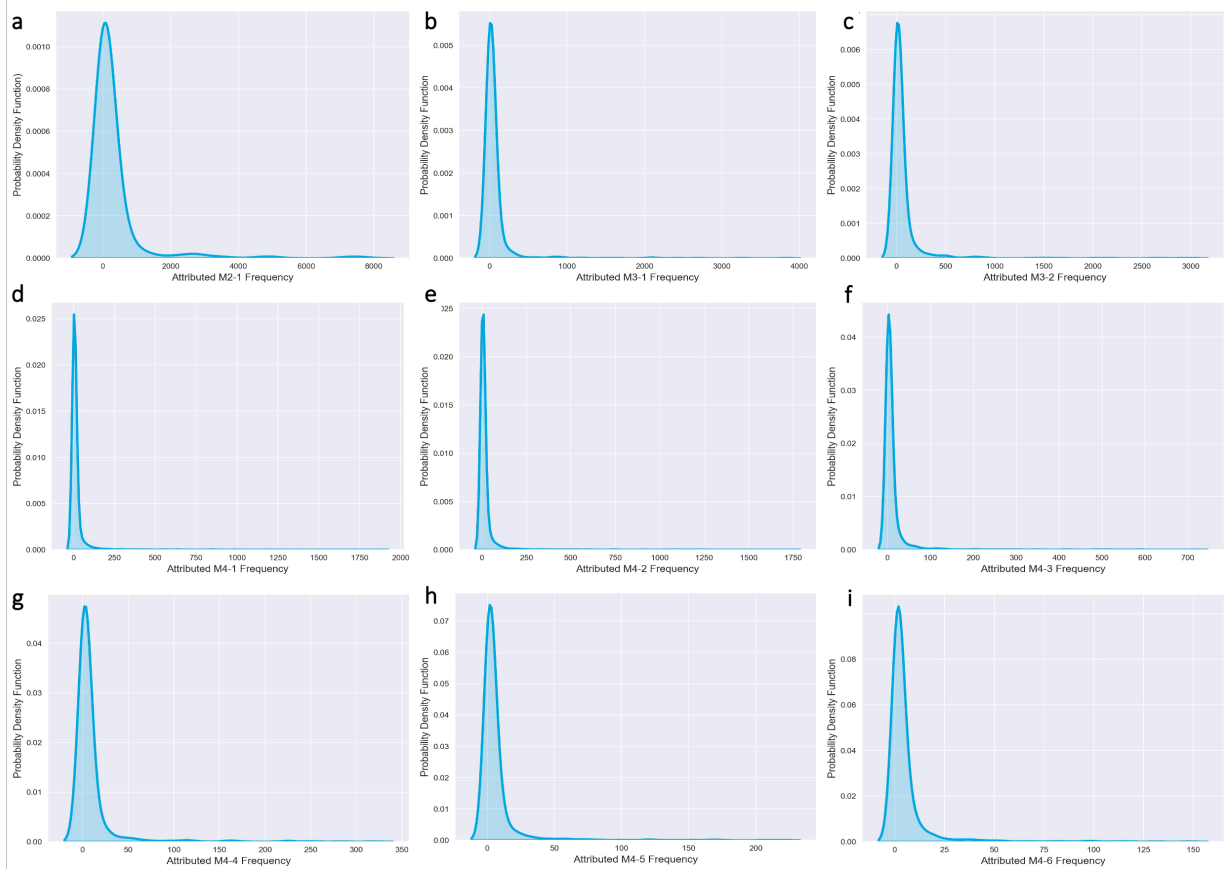 a
Probability Density Function)
0.0010
0.0008
0.0006
0.0004
0.0002
0.0000
0 2000 4000 6000 8000
Attributed M2-1 Frequency
b
Probability Density Function
0.005
0.004
0.003
0.002
0.001
0.000
0 1000 2000 3000 4000
Attributed M3-1 Frequency
c
Probability Density Function
0.006
0.005
0.004
0.003
0.002
0.001
0.000
0 500 1000 1500 2000 2500 3000
Attributed M3-2 Frequency
d
Probability Density Function
0.025
0.020
0.015
0.010
0.005
0.000
0 250 500 750 1000 1250 1500 1750 2000
Attributed M4-1 Frequency
e
Probability Density Function
025
0.020
0.015
0.010
0.005
0.000
0 250 500 750 1000 1250 1500 1750
Attributed M4-2 Frequency
f
Probability Density Function
0.04
0.03
0.02
0.01
0.00
0 100 200 300 400 500 600 700
Attributed M4-3 Frequency
g
Probability Density Function
0.04
0.03
0.02
0.01
0.00
0 50 100 150 200 250 300 350
Attributed M4-4 Frequency
h
Probability Density Function
0.07
0.06
0.05
0.04
0.03
0.02
0.01
0.00
0 50 100 150 200
Attributed M4-5 Frequency
i
Probability Density Function
0.08
0.06
0.04
0.02
0.00
0 25 50 75 100 125 150
Attributed M4-6 Frequency